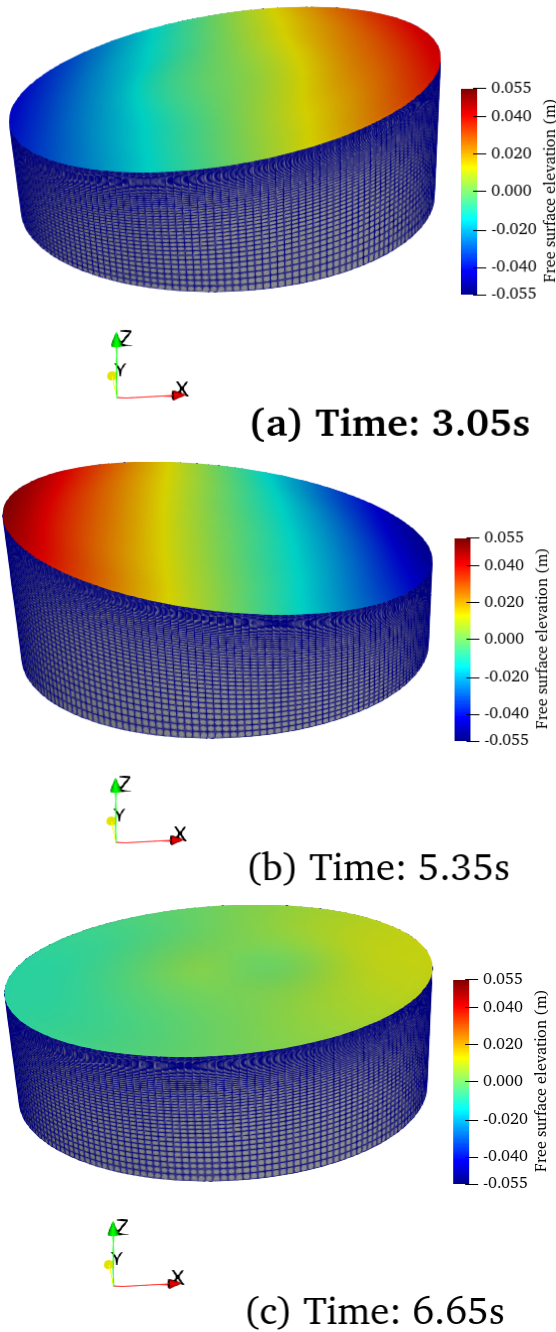 0.055
0.040
0.020
0.000
-0.020
-0.040
-0.055
Free surface elevation (m)
Z
Y
X
(a) Time: 3.05s
0.055
0.040
0.020
0.000
-0.020
-0.040
-0.055
Free surface elevation (m)
Z
Y
X
(b) Time: 5.35s
0.055
0.040
0.020
0.000
-0.020
-0.040
-0.055
Free surface elevation (m)
Z
Y
X
(c) Time: 6.65s